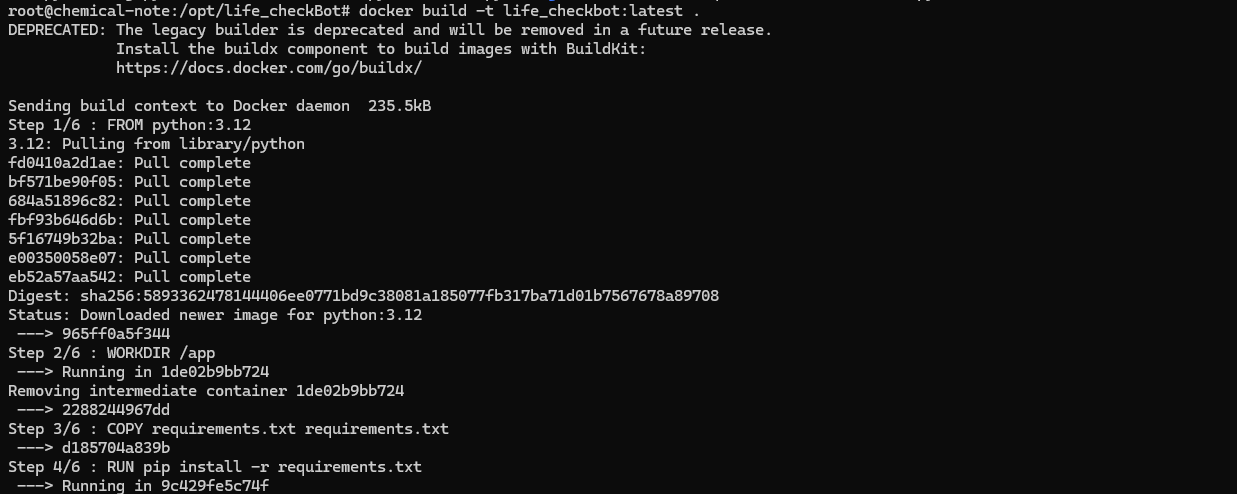 root@chemical-note:/opt/life_checkBot# docker build -t life_checkbot:latest .
DEPRECATED: The legacy builder is deprecated and will be removed in a future release.
            Install the buildx component to build images with BuildKit:
            https://docs.docker.com/go/buildx/

Sending build context to Docker daemon  235.5kB
Step 1/6 : FROM python:3.12
3.12: Pulling from library/python
fd0410a2d1ae: Pull complete
bf571be90f05: Pull complete
684a51896c82: Pull complete
fbf93b646d6b: Pull complete
5f16749b32ba: Pull complete
e00350058e07: Pull complete
eb52a57aa542: Pull complete
Digest: sha256:5893362478144406ee0771bd9c38081a185077fb317ba71d01b7567678a89708
Status: Downloaded newer image for python:3.12
 ---> 965ff0a5f344
Step 2/6 : WORKDIR /app
 ---> Running in 1de02b9bb724
Removing intermediate container 1de02b9bb724
 ---> 2288244967dd
Step 3/6 : COPY requirements.txt requirements.txt
 ---> d185704a839b
Step 4/6 : RUN pip install -r requirements.txt
 ---> Running in 9c429fe5c74f